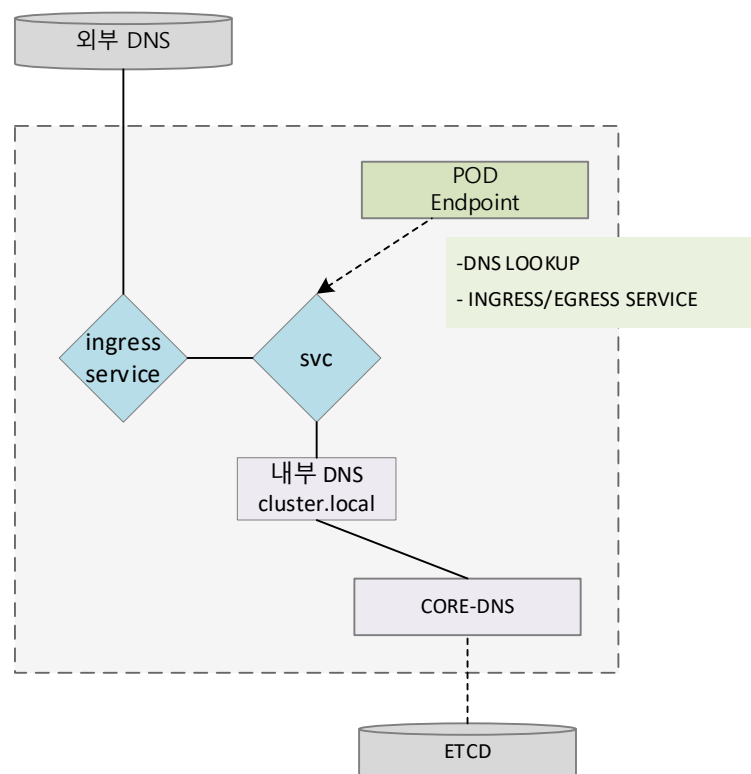 외부 DNS
POD
Endpoint
-DNS LOOKUP
- INGRESS/EGRESS SERVICE
ingress
service
svc
내부 DNS
cluster.local
CORE-DNS
ETCD